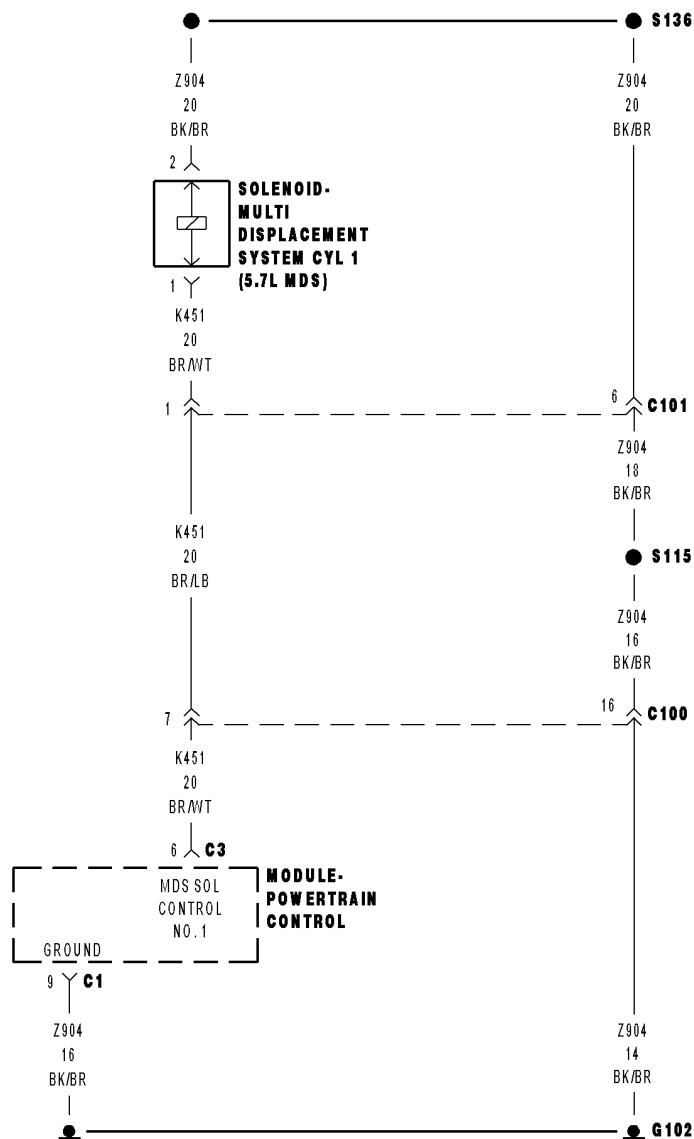 S136
Z904
20
BK/BR
Z904
20
BK/BR
2
SOLENOID-
MULTI
DISPLACEMENT
SYSTEM CYL 1
(5.7L MDS)
1
K451
20
BR/WT
1
6
C101
Z904
18
BK/BR
K451
20
BR/LB
S115
Z904
16
BK/BR
7
16
C100
K451
20
BR/WT
6
C3
MDS SOL
CONTROL
NO. 1
MODULE-
POWERTRAIN
CONTROL
GROUND
9
C1
Z904
16
BK/BR
Z904
14
BK/BR
G102